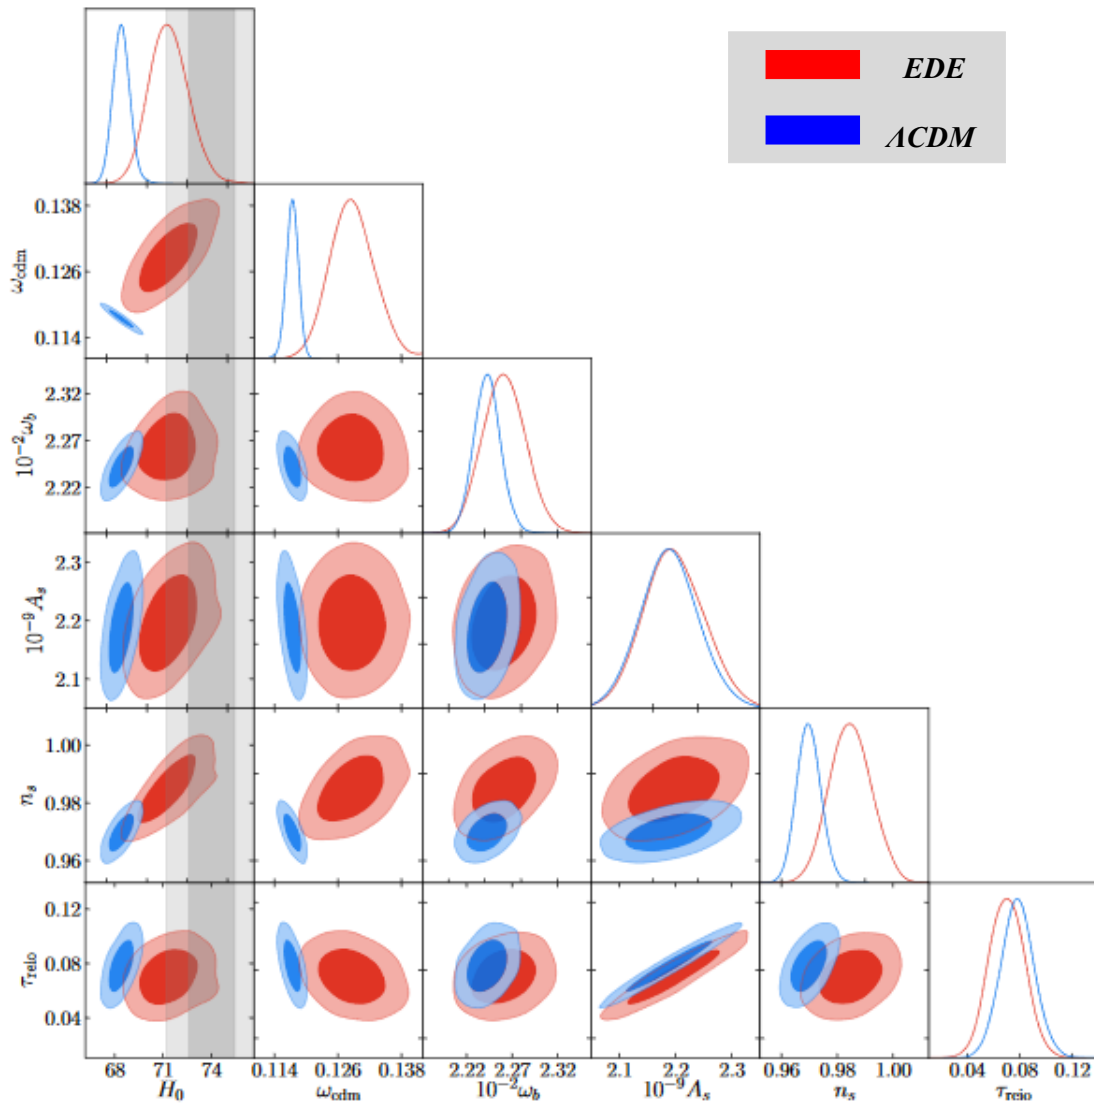 EDE
ΛCDM
0.138
0.126
0.114
ω_cdm
2.32
2.27
2.22
10⁻²ω_b
2.3
2.2
2.1
10⁻⁹A_s
1.00
0.98
0.96
n_s
0.12
0.08
0.04
τ_reio
68 71 74 0.114 0.126 0.138 2.22 2.27 2.32 2.1 2.2 2.3 0.96 0.98 1.00 0.04 0.08 0.12
H₀ ω_cdm 10⁻²ω_b 10⁻⁹A_s n_s τ_reio